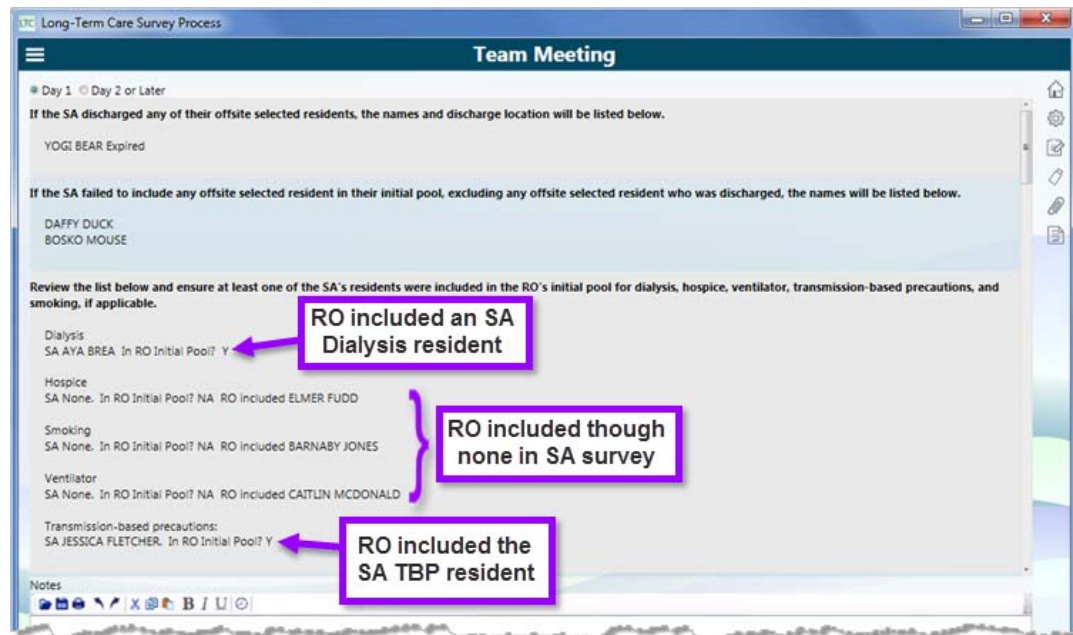 LTC Long-Term Care Survey Process
Team Meeting
Day 1 Day 2 or Later
If the SA discharged any of their offsite selected residents, the names and discharge location will be listed below.
YOGI BEAR Expired
If the SA failed to include any offsite selected resident in their initial pool, excluding any offsite selected resident who was discharged, the names will be listed below.
DAFFY DUCK
BOSKO MOUSE
Review the list below and ensure at least one of the SA's residents were included in the RO's initial pool for dialysis, hospice, ventilator, transmission-based precautions, and
smoking, if applicable.
RO included an SA
Dialysis resident
Dialysis
SA AYA BREA In RO Initial Pool? Y
Hospice
SA None. In RO Initial Pool? NA RO included ELMER FUDD
Smoking
SA None. In RO Initial Pool? NA RO included BARNABY JONES
RO included though
none in SA survey
Ventilator
SA None. In RO Initial Pool? NA RO included CAITLIN MCDONALD
Transmission-based precautions:
SA JESSICA FLETCHER. In RO Initial Pool? Y
RO included the
SA TBP resident
Notes
B I U